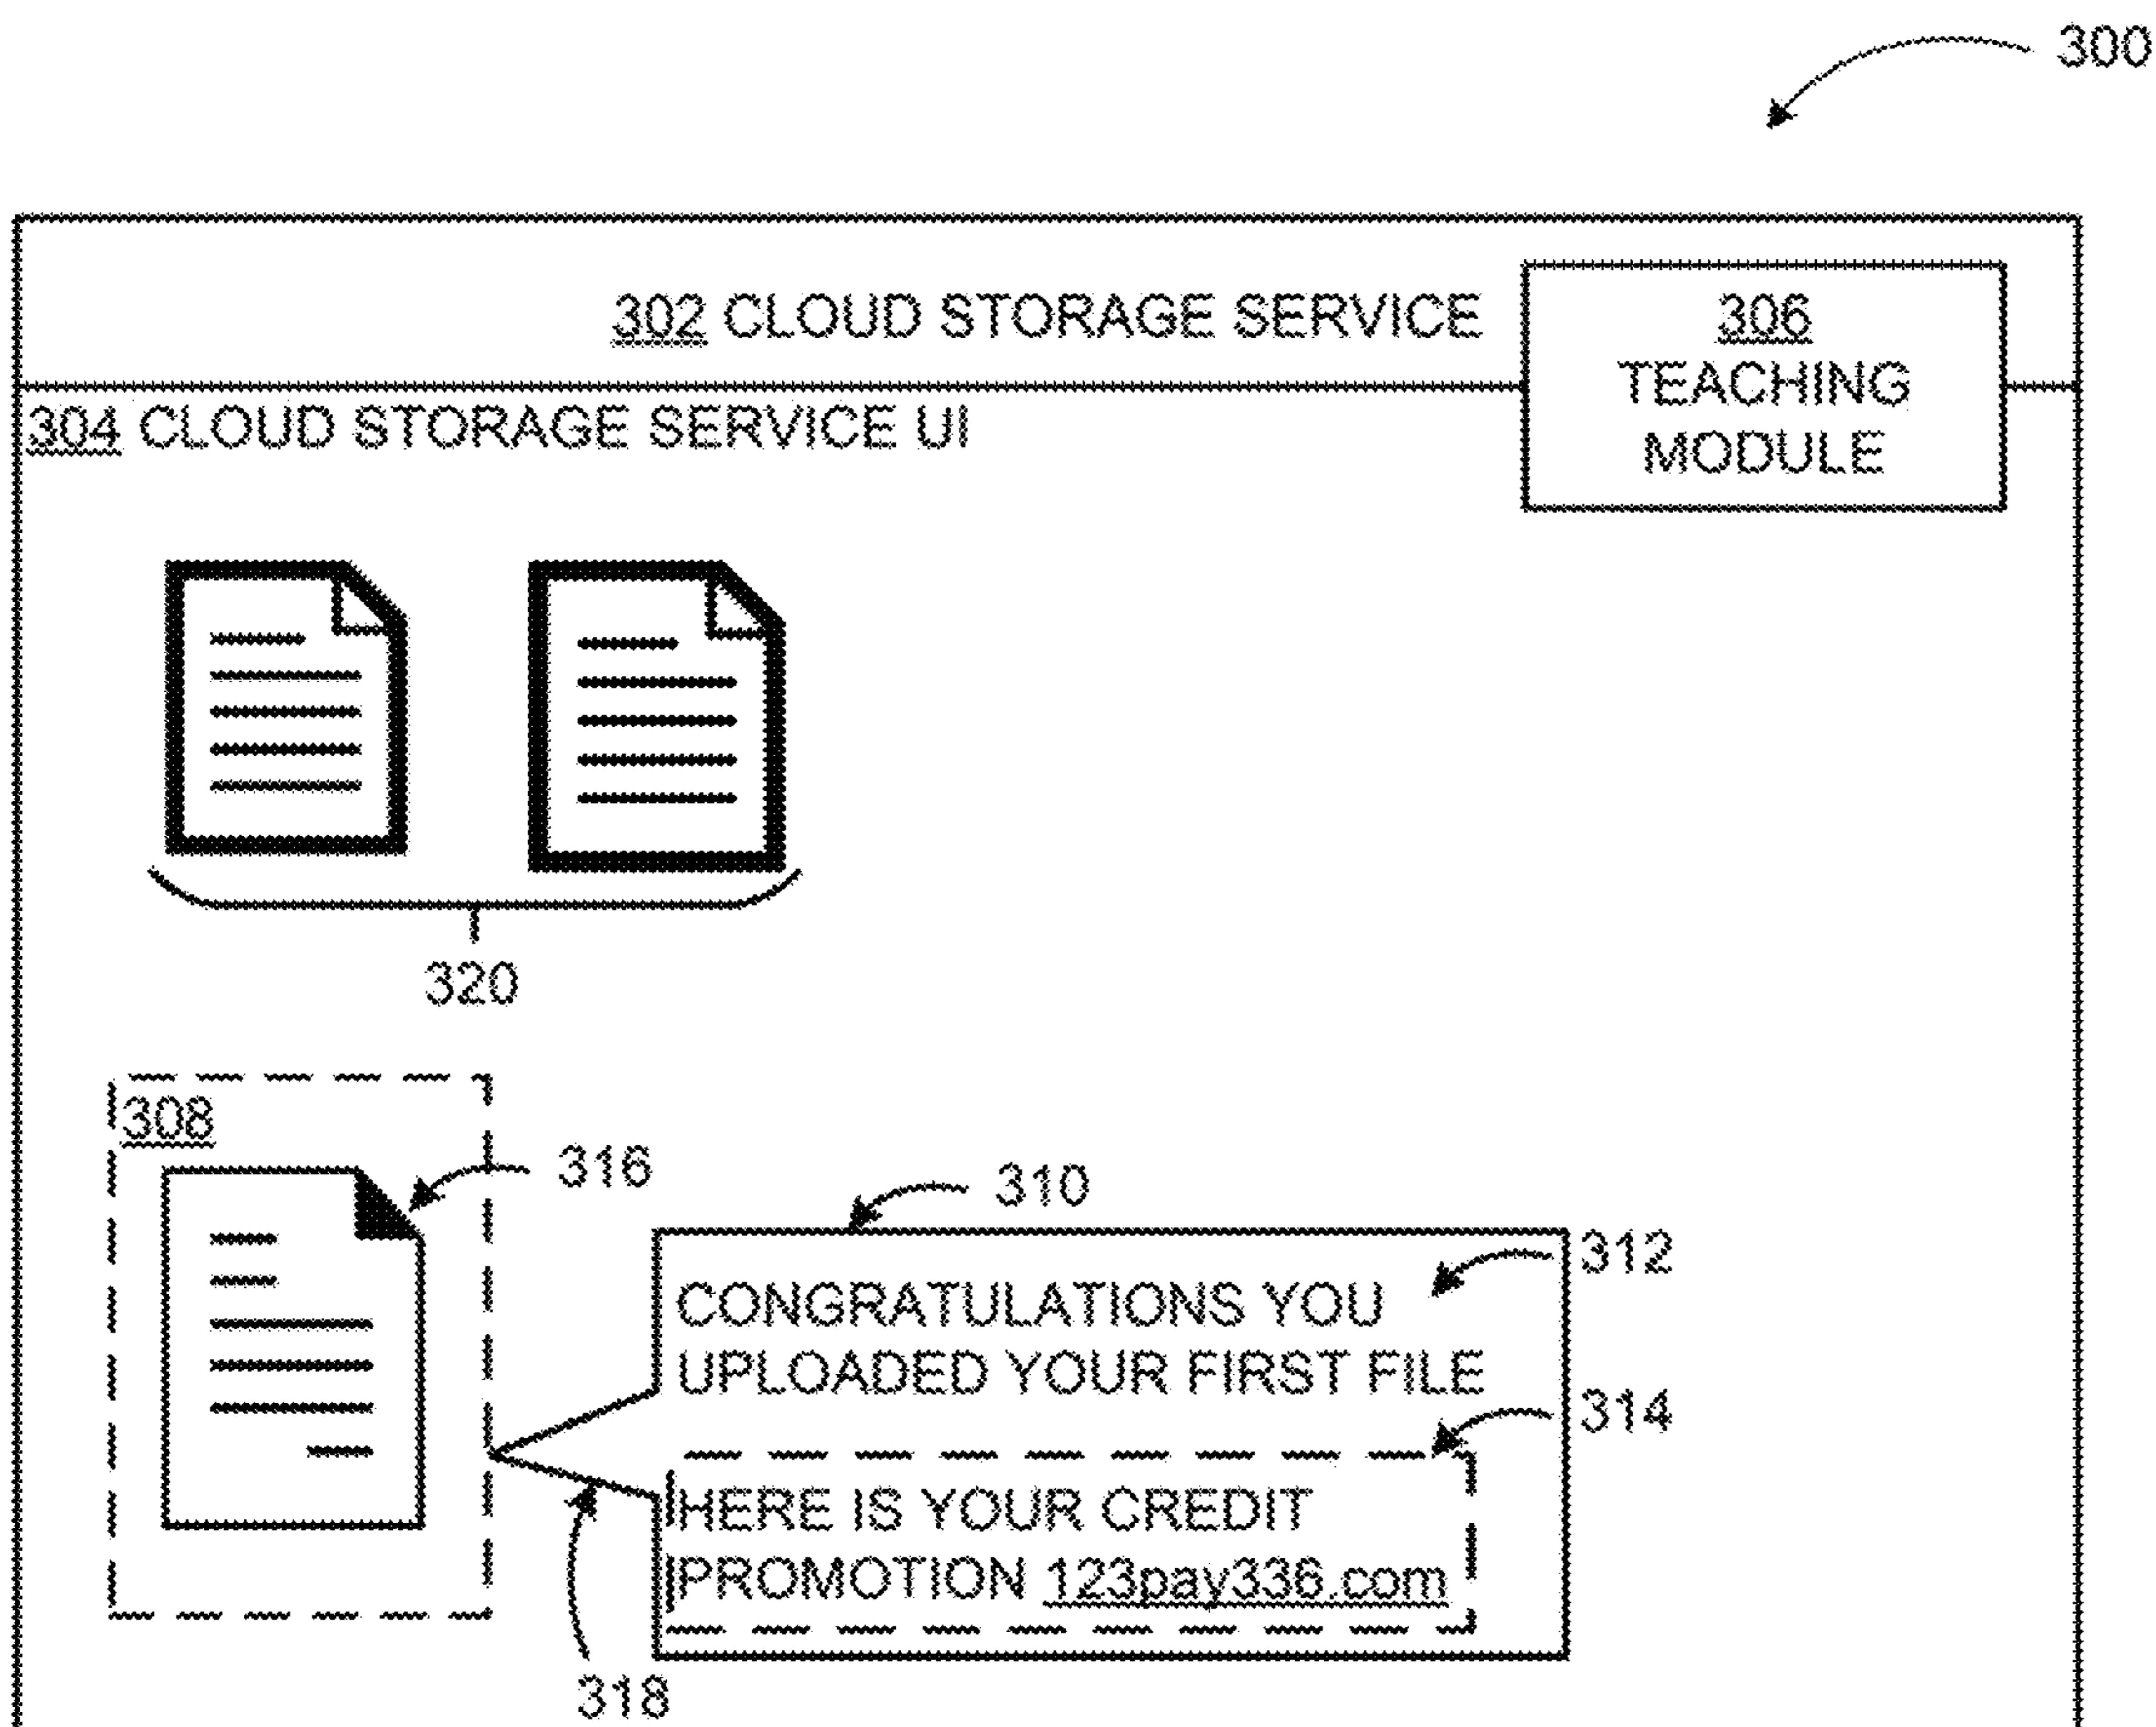 300
302 CLOUD STORAGE SERVICE
306
TEACHING
MODULE
304 CLOUD STORAGE SERVICE UI
320
308
316
310
312
CONGRATULATIONS YOU
UPLOADED YOUR FIRST FILE
314
HERE IS YOUR CREDIT
PROMOTION 123pay336.com
318